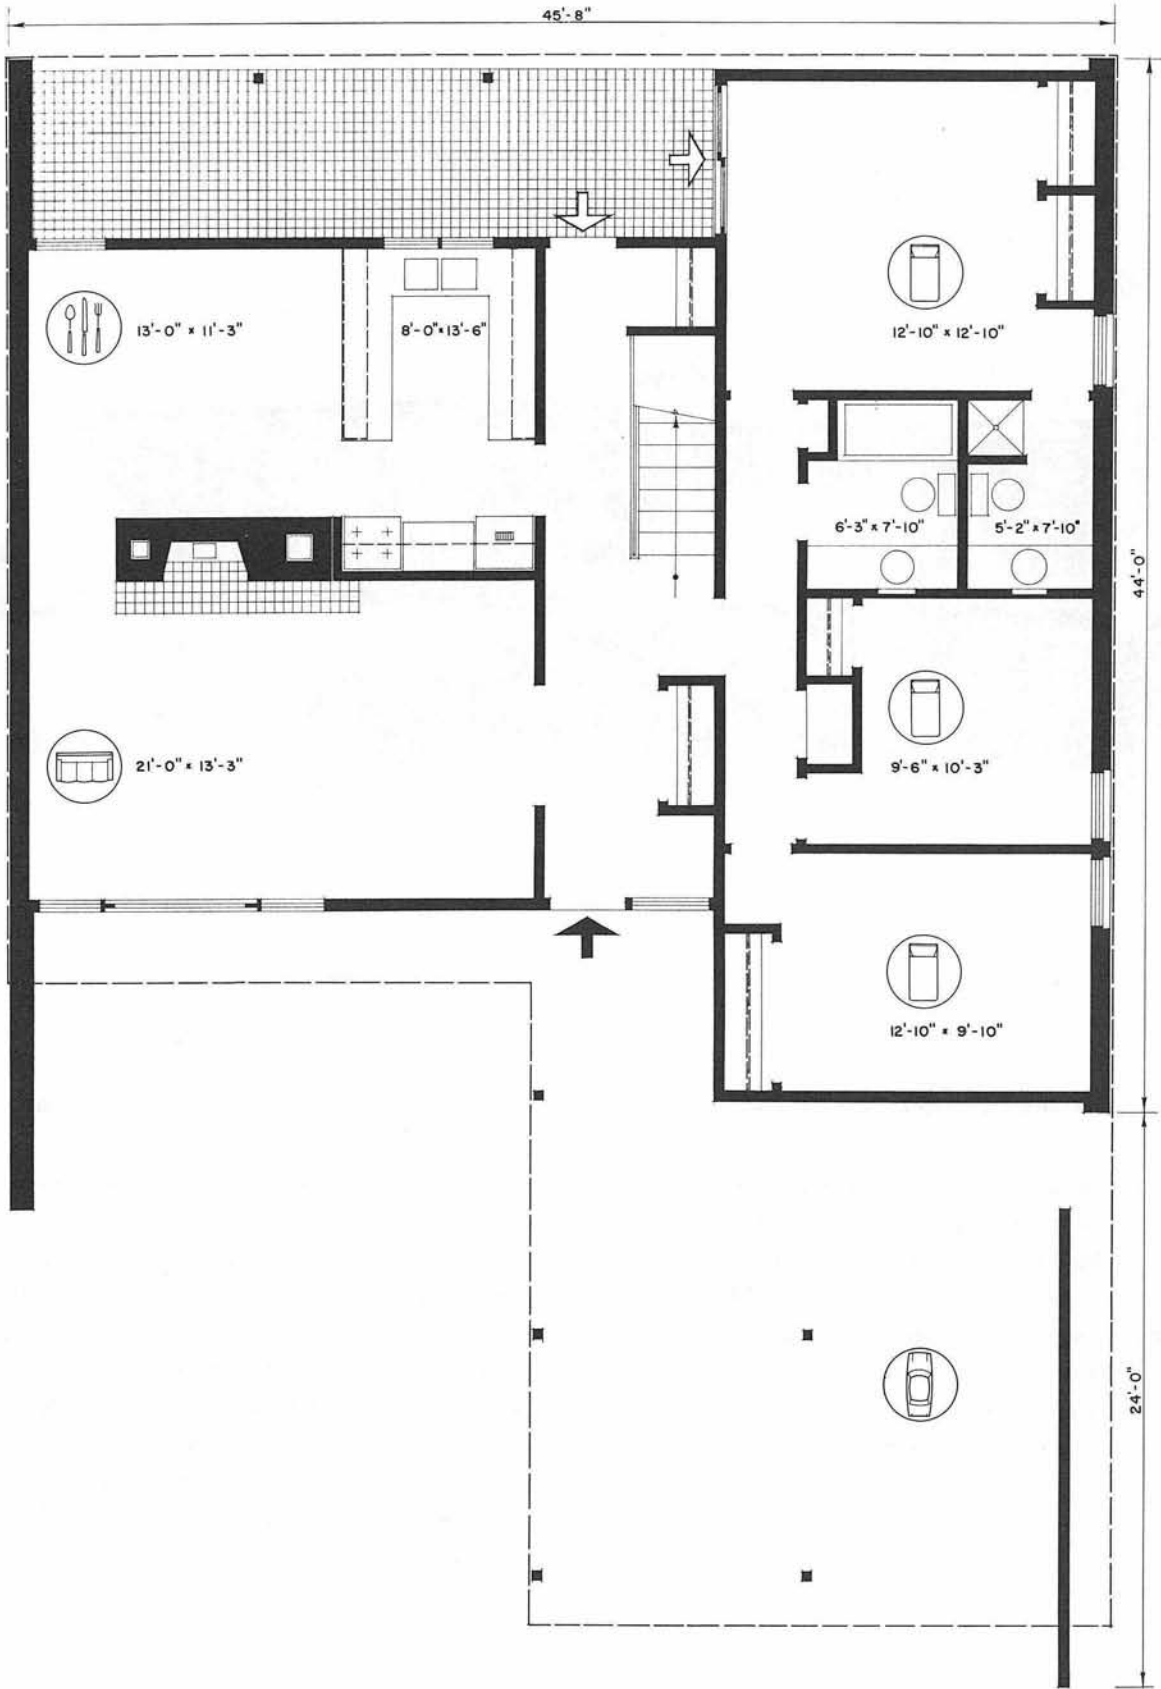 45'-8"
13'-0" x 11'-3"
8'-0" x 13'-6"
12'-10" x 12'-10"
6'-3" x 7'-10"
5'-2" x 7'-10"
44'-0"
21'-0" x 13'-3"
9'-6" x 10'-3"
12'-10" x 9'-10"
24'-0"